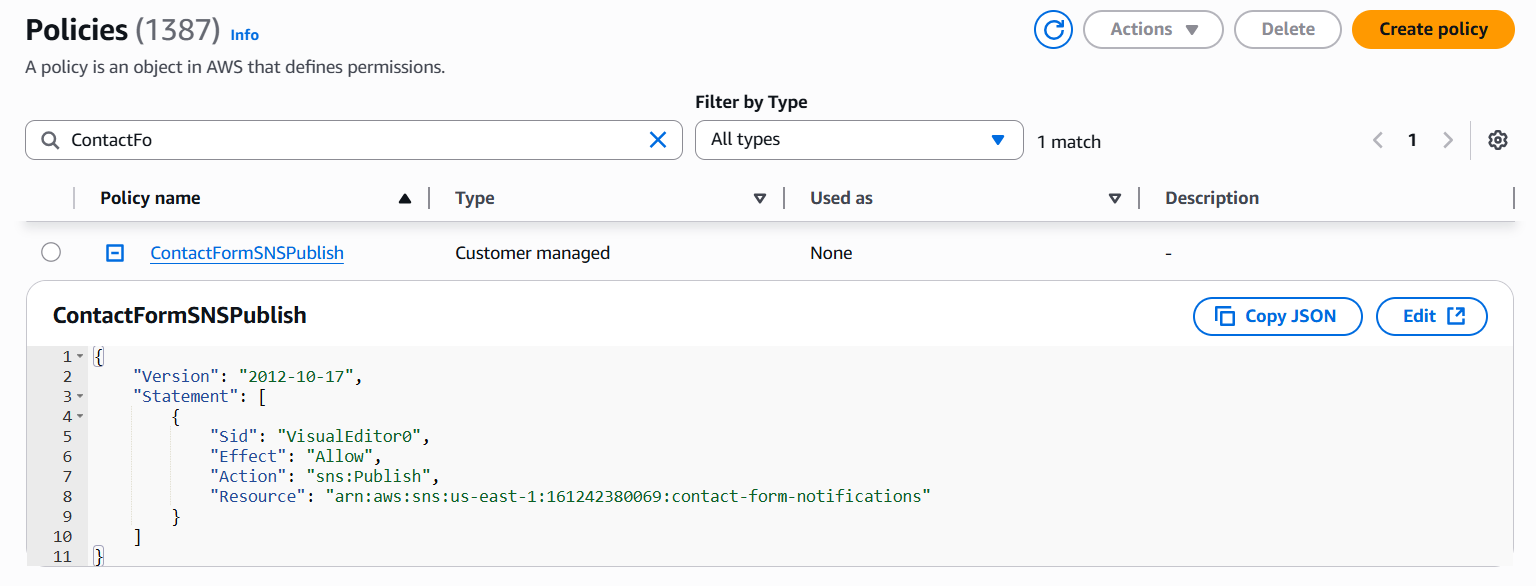 Policies (1387) Info
Actions Delete Create policy
A policy is an object in AWS that defines permissions.
Filter by Type
ContactFo All types 1 match 1
Policy name Type Used as Description
ContactFormSNSPublish Customer managed None -
ContactFormSNSPublish Copy JSON Edit
1 {
2 "Version": "2012-10-17",
3 "Statement": [
4 {
5 "Sid": "VisualEditor0",
6 "Effect": "Allow",
7 "Action": "sns:Publish",
8 "Resource": "arn:aws:sns:us-east-1:161242380069:contact-form-notifications"
9 }
10 ]
11 }